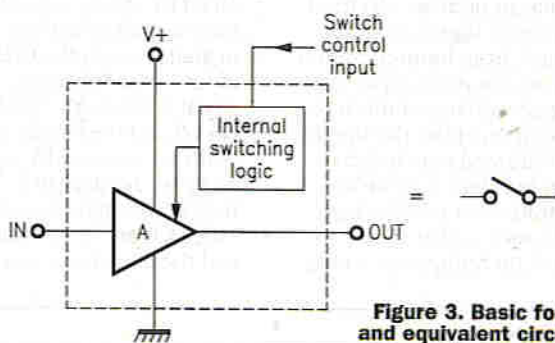 V+
Switch
control
input
Internal
switching
logic
=
IN
A
OUT
Figure 3. Basic fo
and equivalent circ